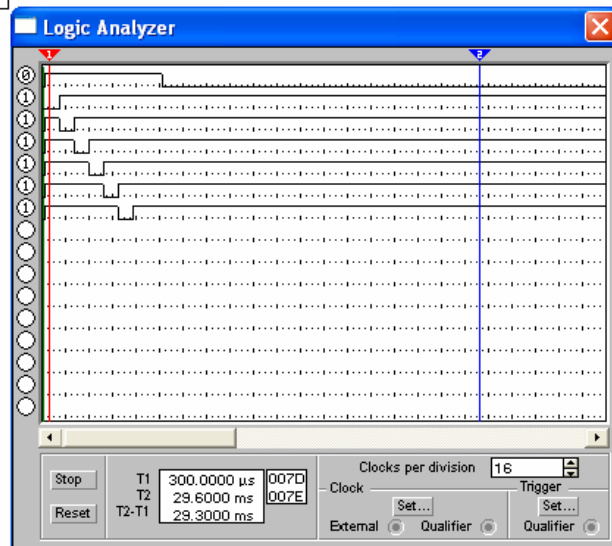 Logic Analyzer
1 2
0
1
1
1
1
1
1
Clocks per division 16
Stop T1 300.0000 µs 007D
T2 29.6000 ms 007E
Reset T2-T1 29.3000 ms
Clock Trigger
Set... Set...
External Qualifier Qualifier